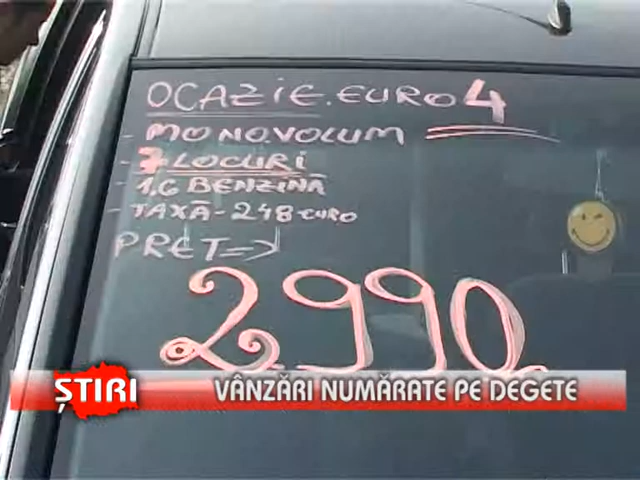 OCAZIE. EURO 4
- MONOVOLUM
- 7 LOCURI
- 1,6 BENZINĂ
- TAXĂ - 248 EURO
PREȚ =>
2990
ȘTIRI
VÂNZĂRI NUMĂRATE PE DEGETE